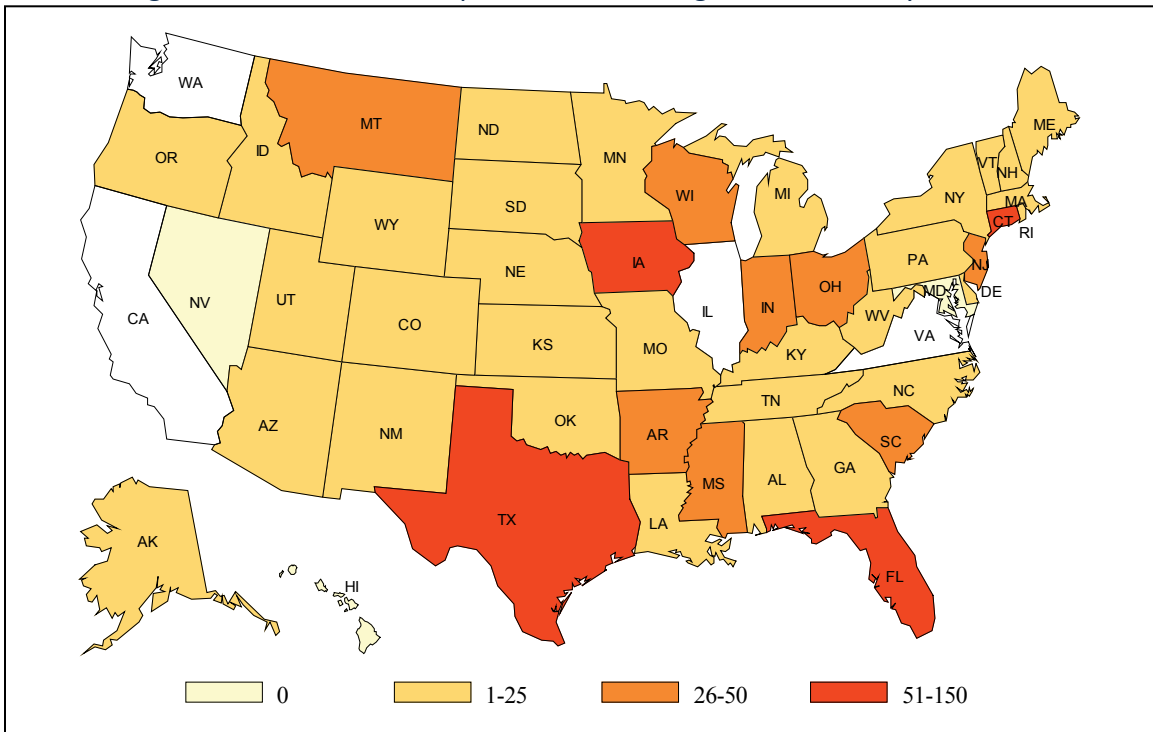 WA
MT
ND
ME
OR
ID
MN
VT
NH
SD
WI
MI
NY
MA
WY
CT
RI
IA
PA
NE
NJ
OH
MD
DE
NV
UT
IN
IL
WV
CA
CO
VA
KS
MO
KY
NC
TN
AZ
NM
OK
AR
SC
MS
AL
GA
TX
LA
AK
FL
HI
0
1-25
26-50
51-150